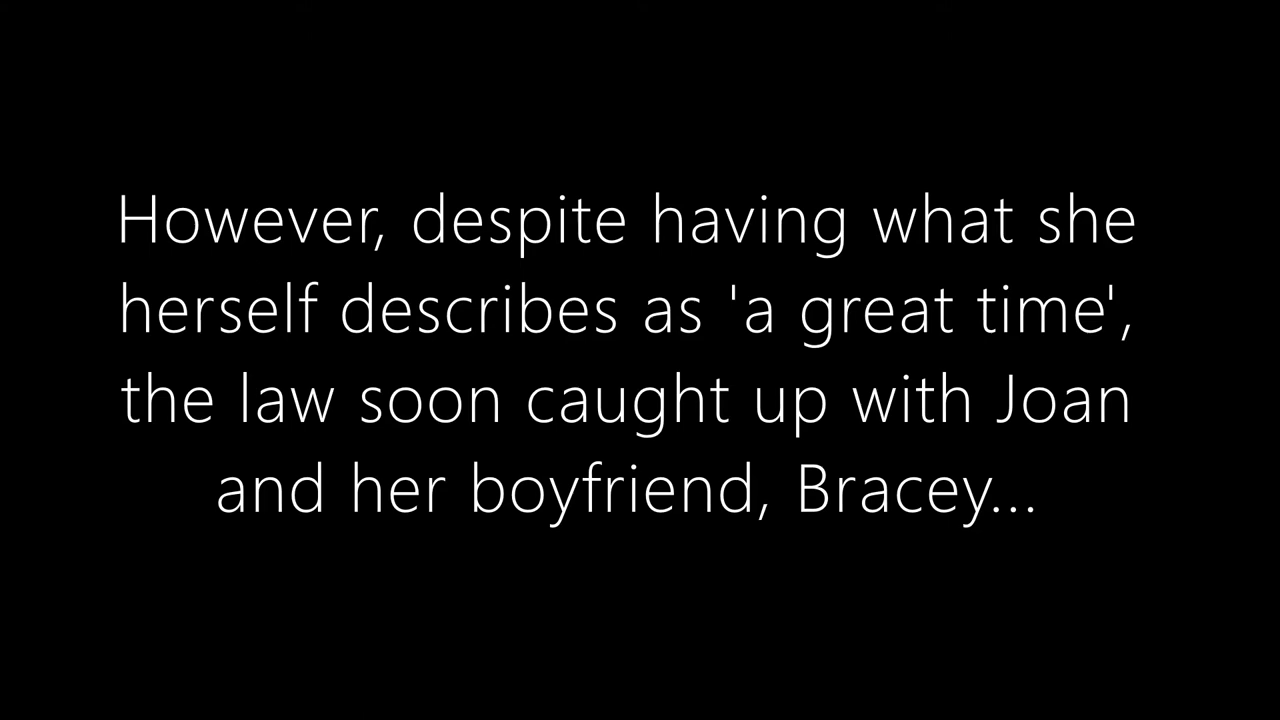 However, despite having what she
herself describes as 'a great time',
the law soon caught up with Joan
and her boyfriend, Bracey...